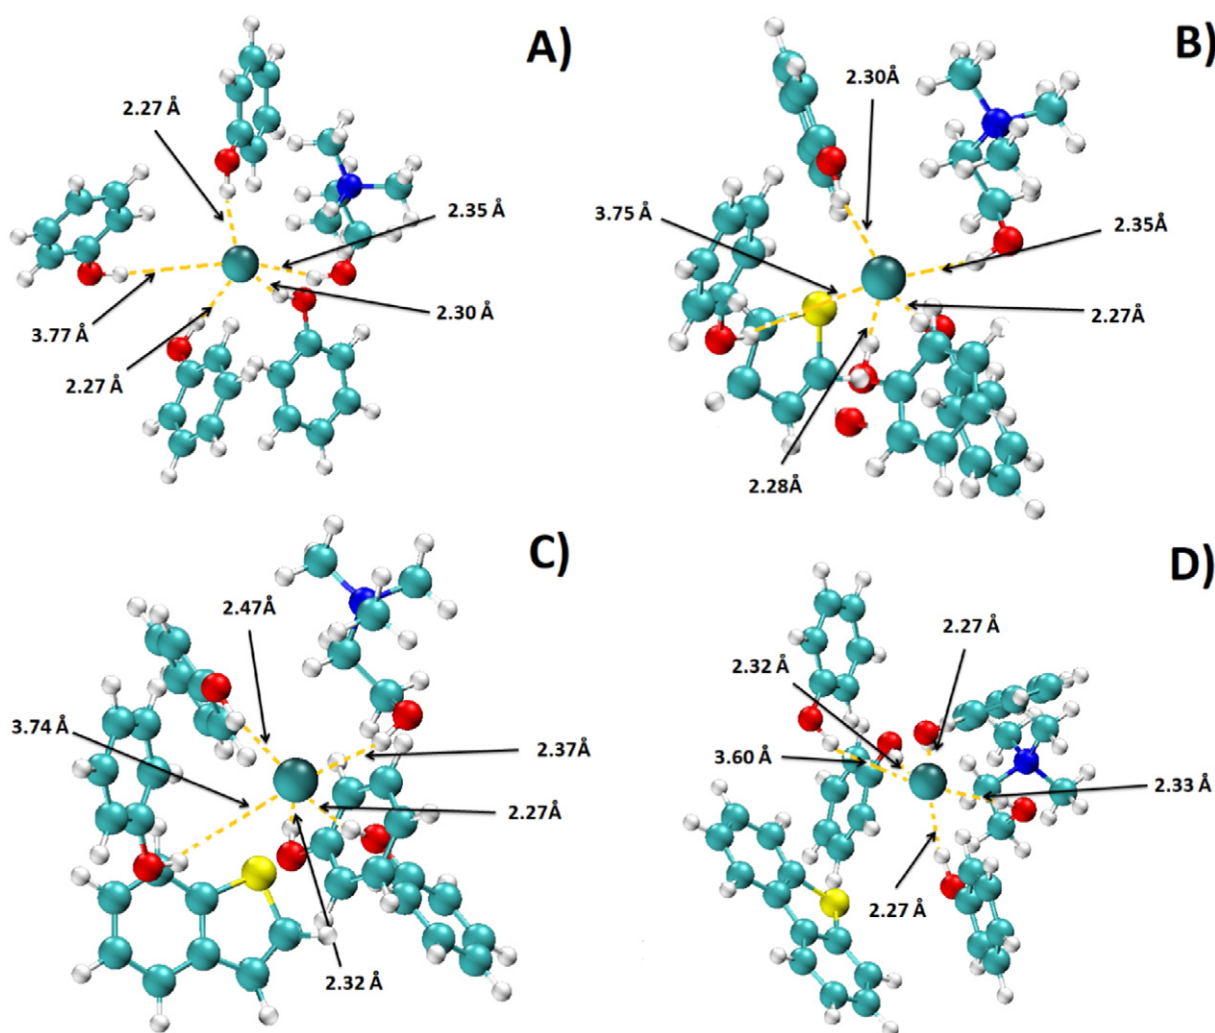 A)
2.27 Å
2.35 Å
2.30 Å
3.77 Å
2.27 Å
B)
2.30Å
3.75 Å
2.35Å
2.27Å
2.28Å
C)
2.47Å
3.74 Å
2.37Å
2.27Å
2.32 Å
D)
2.27 Å
2.32 Å
3.60 Å
2.33 Å
2.27 Å